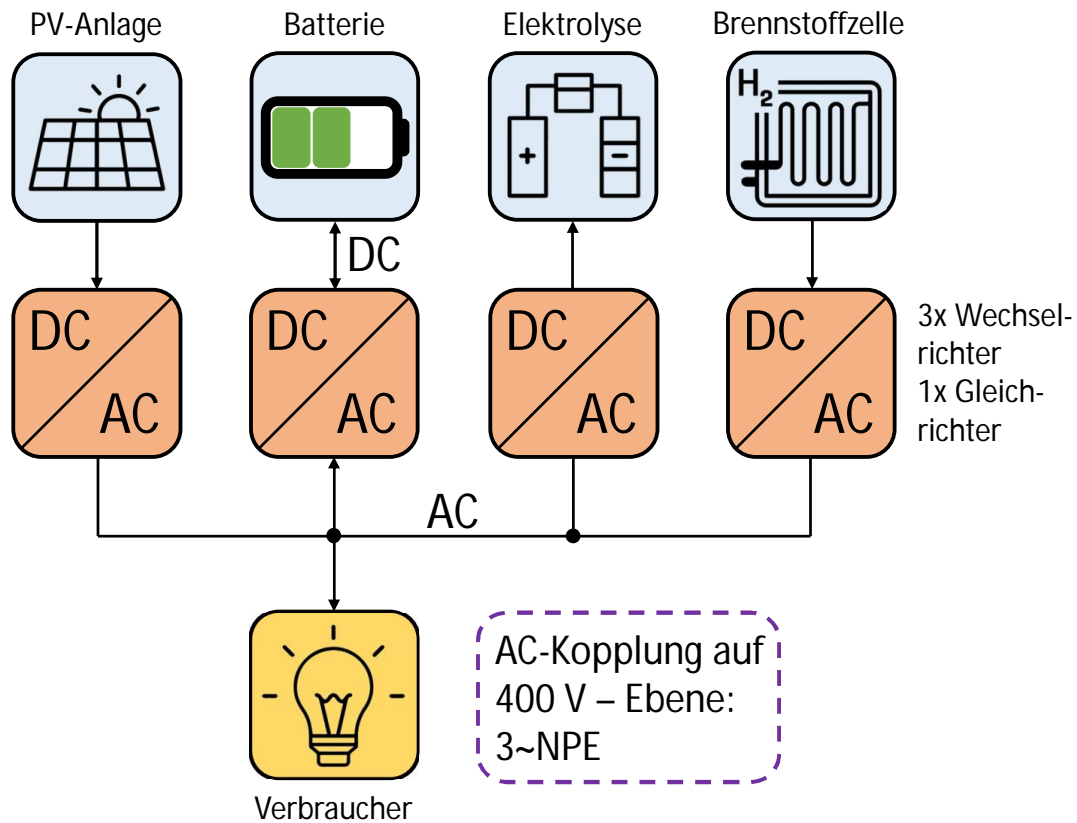 PV-Anlage
Batterie
Elektrolyse
Brennstoffzelle
+
-
H2
DC
DC
AC
DC
AC
DC
AC
DC
AC
3x Wechsel-
richter
1x Gleich-
richter
AC
AC-Kopplung auf
400 V – Ebene:
3~NPE
Verbraucher